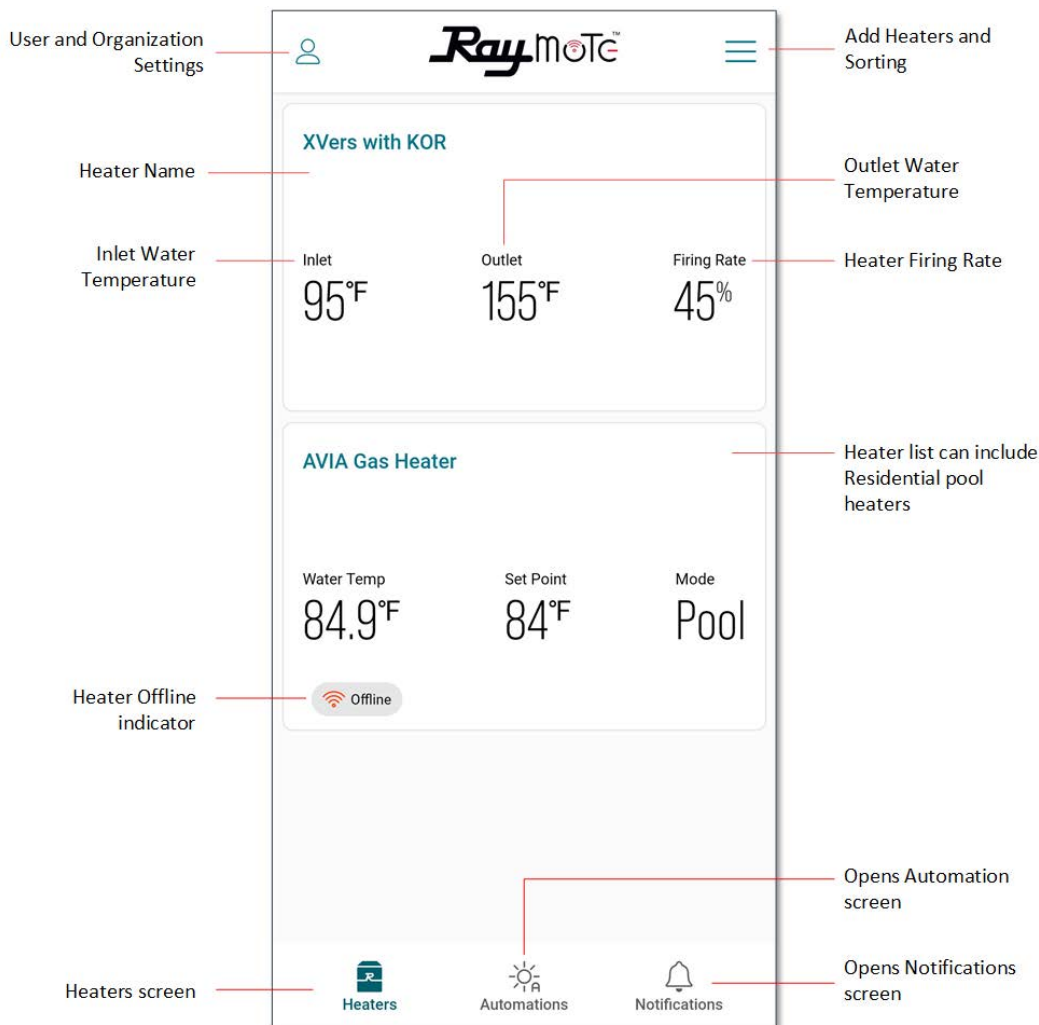 User and Organization
Settings
RayMOTE™
Add Heaters and
Sorting
XVers with KOR
Heater Name
Outlet Water
Temperature
Inlet Water
Temperature
Inlet
Outlet
Firing Rate
Heater Firing Rate
95°F
155°F
45%
AVIA Gas Heater
Heater list can include
Residential pool
heaters
Water Temp
Set Point
Mode
84.9°F
84°F
Pool
Heater Offline
indicator
Offline
Opens Automation
screen
Heaters screen
R
Heaters
A
Automations
Notifications
Opens Notifications
screen